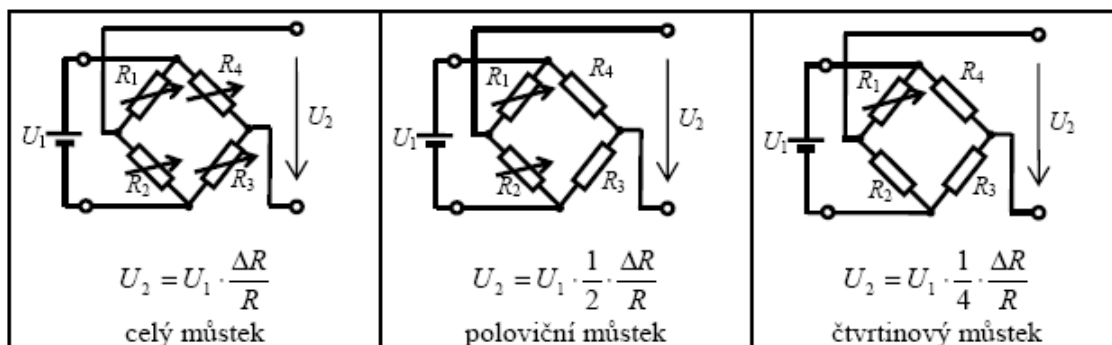 R₁ R₄
U₁ U₂
R₂ R₃
U₂ = U₁ · ΔR/R
celý můstek
R₁ R₄
U₁ U₂
R₂ R₃
U₂ = U₁ · 1/2 · ΔR/R
poloviční můstek
R₁ R₄
U₁ U₂
R₂ R₃
U₂ = U₁ · 1/4 · ΔR/R
čtvrtinový můstek